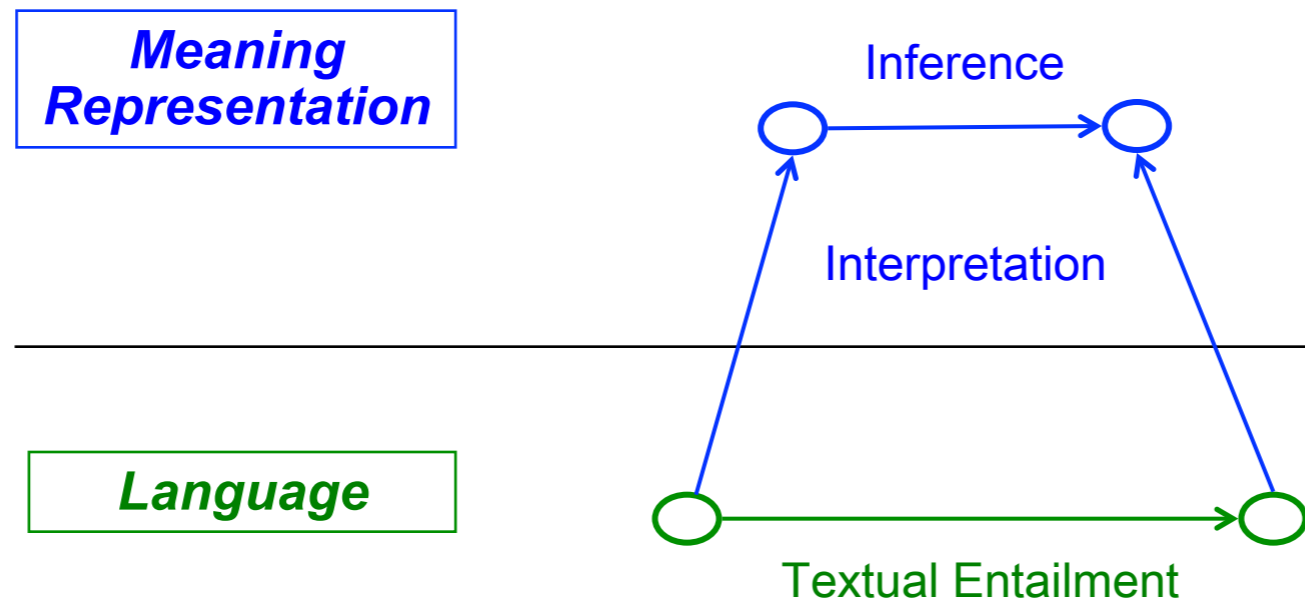 Meaning
Representation
Inference
Interpretation
Language
Textual Entailment